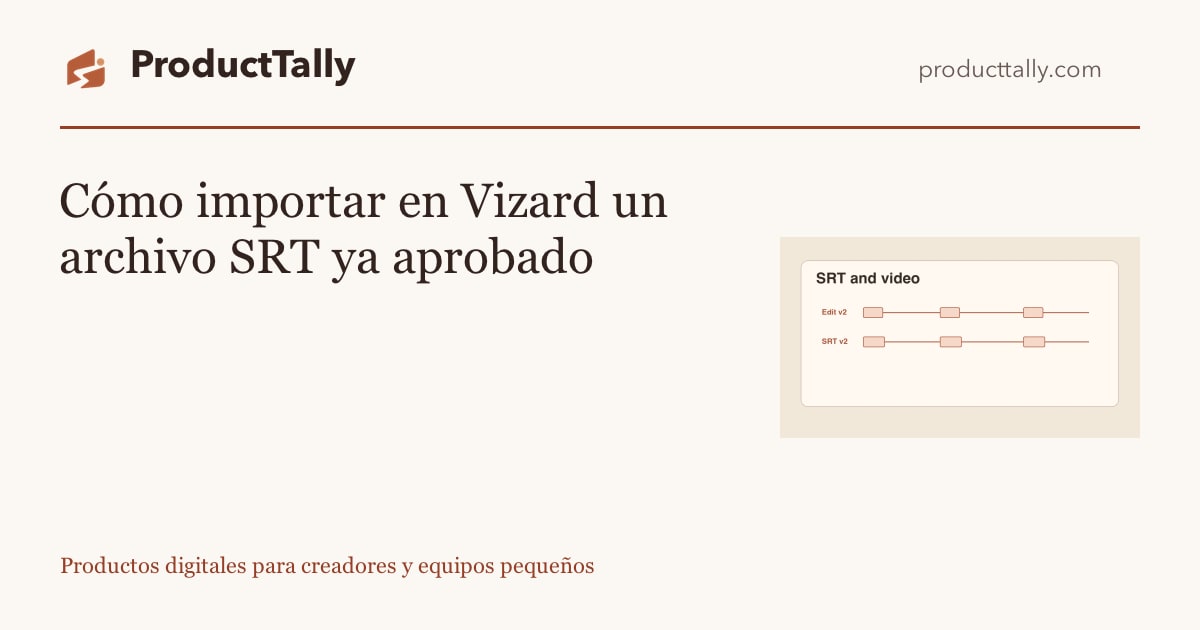 ProductTally
producttally.com
Cómo importar en Vizard un
archivo SRT ya aprobado
SRT and video
Edit v2
SRT v2
Productos digitales para creadores y equipos pequeños